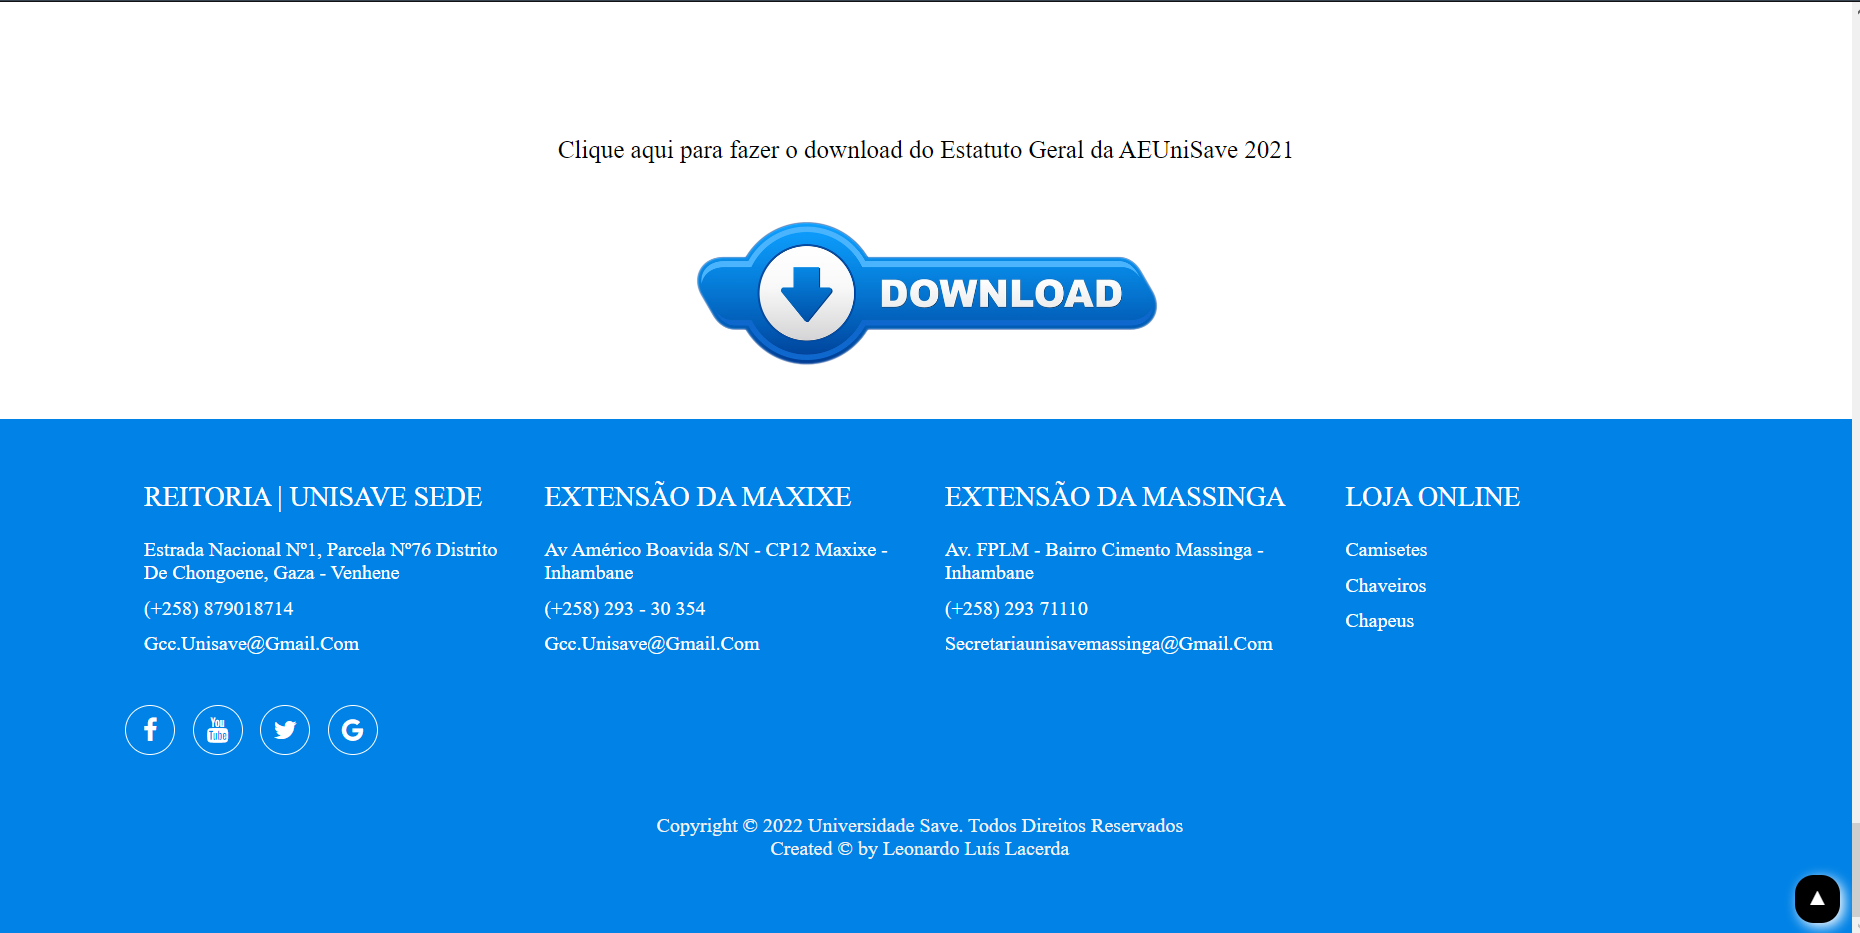 Clique aqui para fazer o download do Estatuto Geral da AEUniSave 2021
DOWNLOAD
REITORIA | UNISAVE SEDE
Estrada Nacional Nº1, Parcela Nº76 Distrito
De Chongoene, Gaza - Venhene
(+258) 879018714
Gcc.Unisave@Gmail.Com
EXTENSÃO DA MAXIXE
Av Américo Boavida S/N - CP12 Maxixe -
Inhambane
(+258) 293 - 30 354
Gcc.Unisave@Gmail.Com
EXTENSÃO DA MASSINGA
Av. FPLM - Bairro Cimento Massinga -
Inhambane
(+258) 293 71110
Secretariaunisavemassinga@Gmail.Com
LOJA ONLINE
Camisetes
Chaveiros
Chapeus
You
Tube
Copyright © 2022 Universidade Save. Todos Direitos Reservados
Created © by Leonardo Luís Lacerda